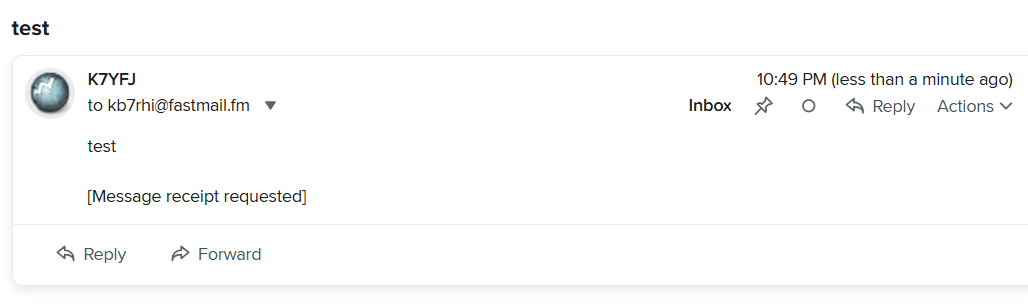 test
K7YFJ
10:49 PM (less than a minute ago)
to kb7rhi@fastmail.fm
Inbox
Reply
Actions
test
[Message receipt requested]
Reply
Forward